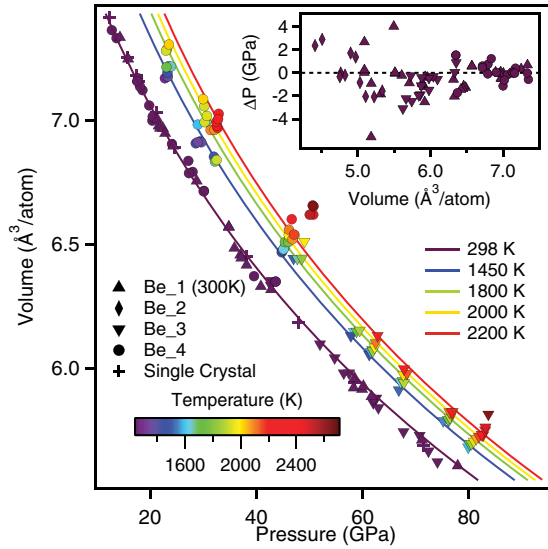 4
2
0
-2
-4
ΔP (GPa)
4.0
5.0
6.0
7.0
Volume (Å³/atom)
7.0
6.5
6.0
Volume (Å³/atom)
298 K
1450 K
1800 K
2000 K
2200 K
Be_1 (300K)
Be_2
Be_3
Be_4
Single Crystal
Temperature (K)
1600
2000
2400
20
40
60
80
Pressure (GPa)